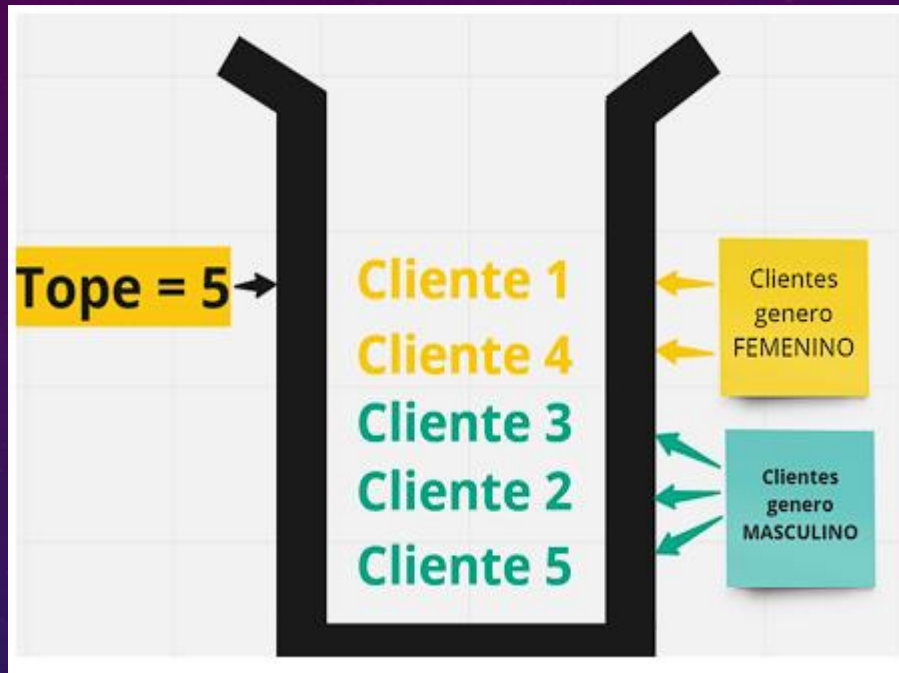 Tope = 5
Cliente 1
Cliente 4
Cliente 3
Cliente 2
Cliente 5
Clientes
genero
FEMENINO
Clientes
genero
MASCULINO